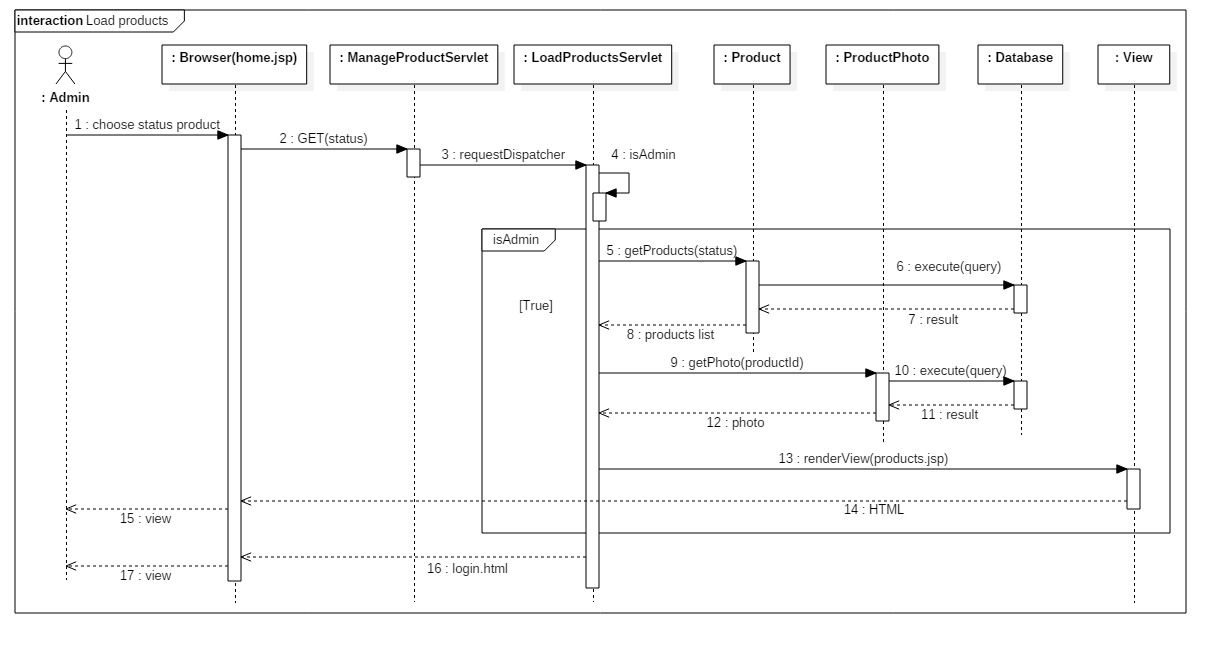 interaction Load products
: Admin
: Browser(home.jsp)
: ManageProductServlet
: LoadProductsServlet
: Product
: ProductPhoto
: Database
: View
1 : choose status product
2 : GET(status)
3 : requestDispatcher
4 : isAdmin
isAdmin
5 : getProducts(status)
6 : execute(query)
[True]
7 : result
8 : products list
9 : getPhoto(productId)
10 : execute(query)
11 : result
12 : photo
13 : renderView(products.jsp)
14 : HTML
15 : view
16 : login.html
17 : view